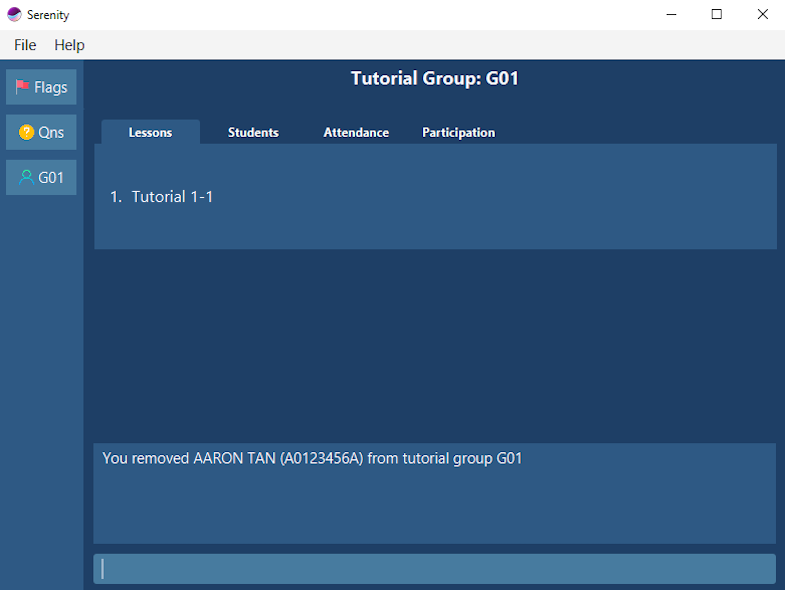 Serenity
File Help
Flags
Qns
G01
Tutorial Group: G01
Lessons Students Attendance Participation
1. Tutorial 1-1
You removed AARON TAN (A0123456A) from tutorial group G01